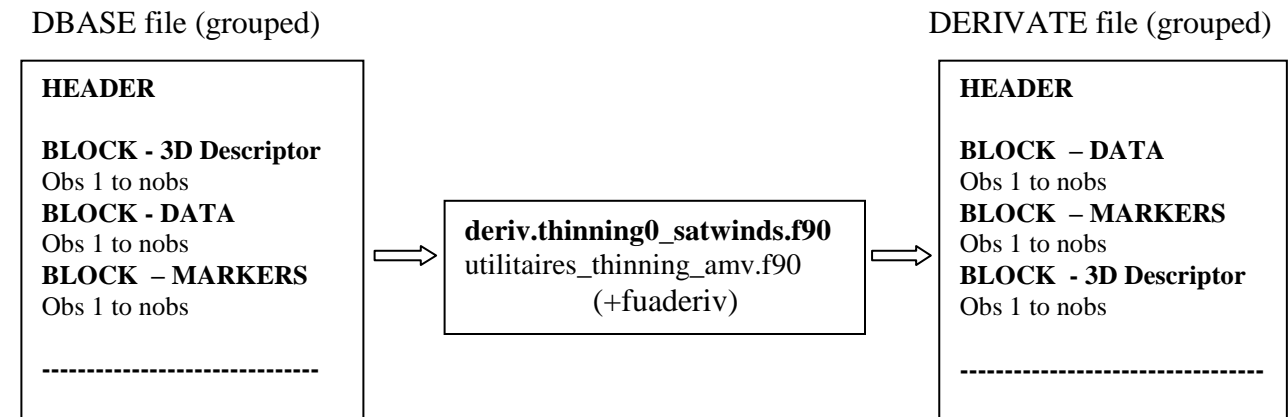 DBASE file (grouped)
HEADER
BLOCK - 3D Descriptor
Obs 1 to nobs
BLOCK - DATA
Obs 1 to nobs
BLOCK – MARKERS
Obs 1 to nobs
-------------------------------
deriv.thinning0_satwinds.f90
utilitaires_thinning_amv.f90
(+fuaderiv)
DERIVATE file (grouped)
HEADER
BLOCK – DATA
Obs 1 to nobs
BLOCK – MARKERS
Obs 1 to nobs
BLOCK - 3D Descriptor
Obs 1 to nobs
----------------------------------